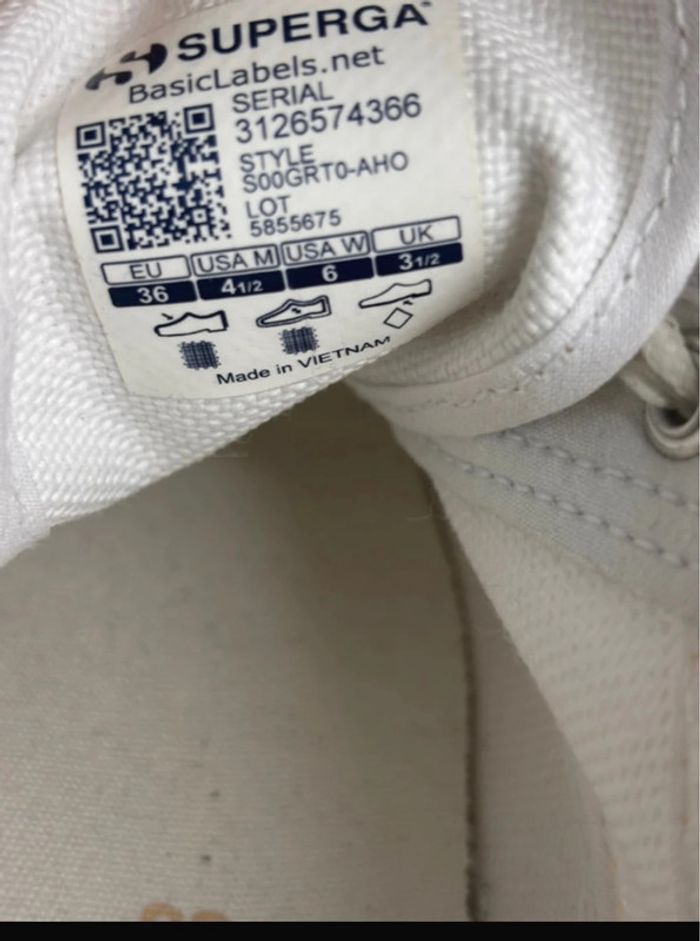 SUPERGA
BasicLabels.net
SERIAL
3126574366
STYLE
S00GRT0-AHO
LOT
5855675
EU USA M USA W UK
36 4 1/2 6 3 1/2
Made in VIETNAM